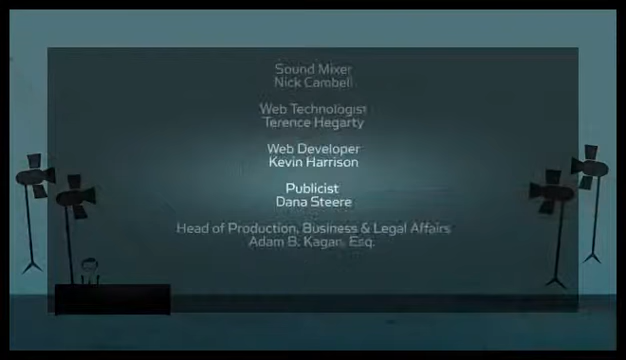 Sound Mixer
Nick Cambell
Web Technologist
Terence Hegarty
Web Developer
Kevin Harrison
Publicist
Dana Steere
Head of Production, Business & Legal Affairs
Adam B. Kagan, Esq.